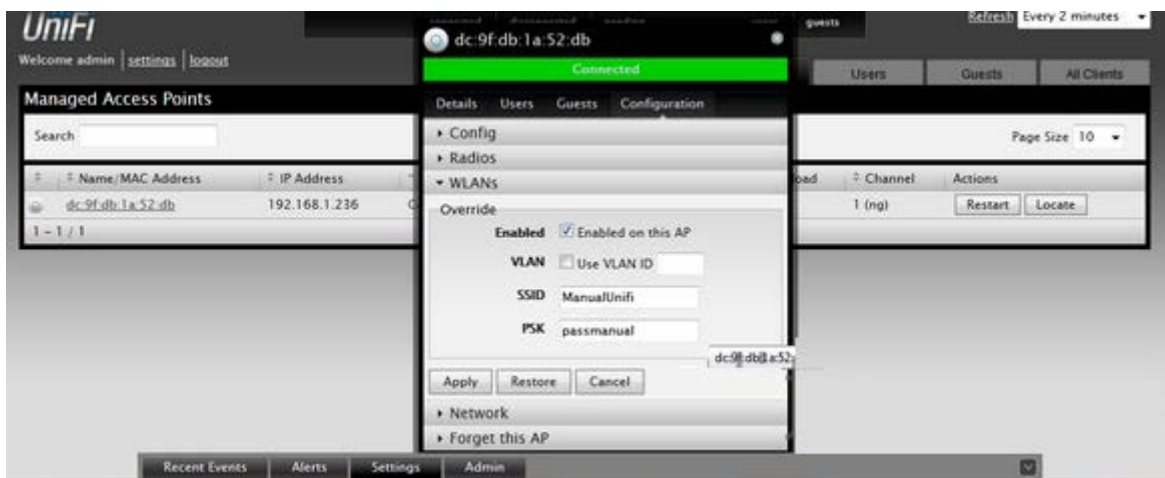 UniFi
Welcome admin | settings | logout
guests
Refresh Every 2 minutes
dc:9f:db:1a:52:db
Connected
Users Guests All Clients
Managed Access Points
Details Users Guests Configuration
Search
Page Size 10
Config
Radios
WLANs
Name/MAC Address IP Address Channel Actions
dc:9f:db:1a:52:db 192.168.1.236 1 (ng) Restart Locate
1 - 1 / 1
Override
Enabled Enabled on this AP
VLAN Use VLAN ID
SSID ManualUnifi
PSK passmanual
Apply Restore Cancel
Network
Forget this AP
Recent Events Alerts Settings Admin